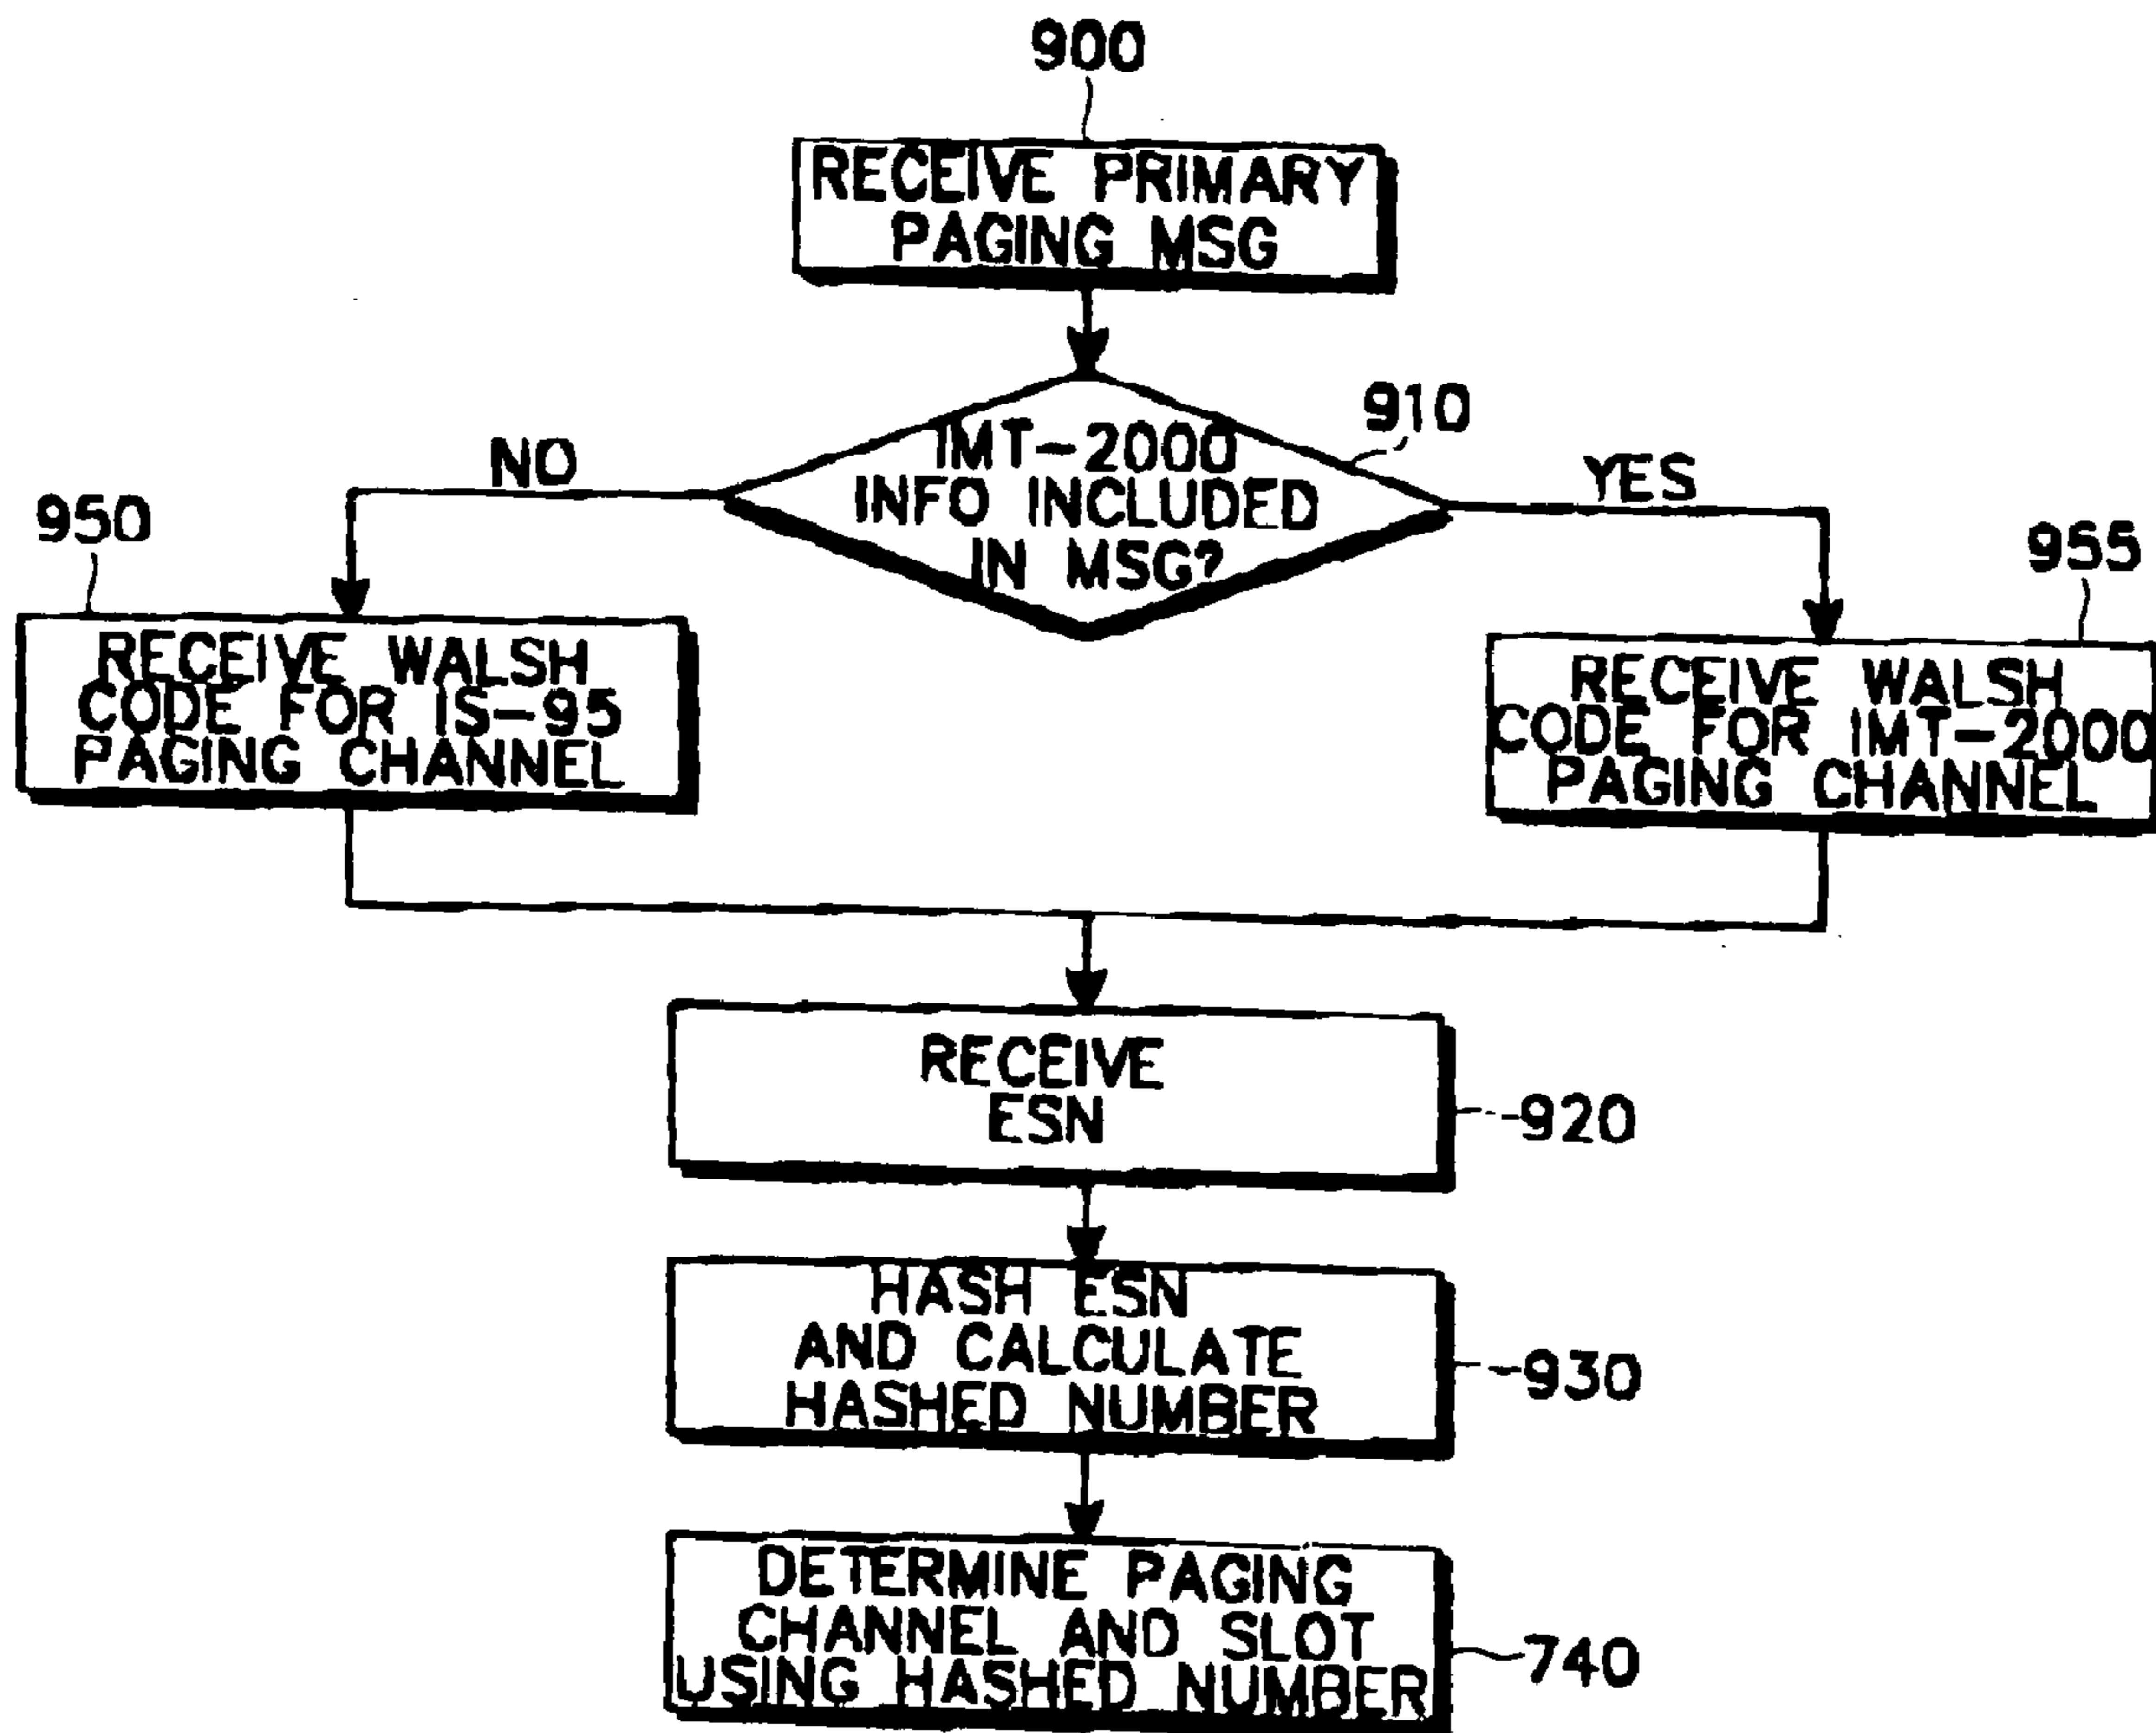 900
RECEIVE PRIMARY
PAGING MSG
910
IMT-2000
INFO INCLUDED
IN MSG?
NO
YES
950
955
RECEIVE WALSH
CODE FOR IS-95
PAGING CHANNEL
RECEIVE WALSH
CODE FOR IMT-2000
PAGING CHANNEL
RECEIVE
ESN
920
HASH ESN
AND CALCULATE
HASHED NUMBER
930
DETERMINE PAGING
CHANNEL AND SLOT
USING HASHED NUMBER
740